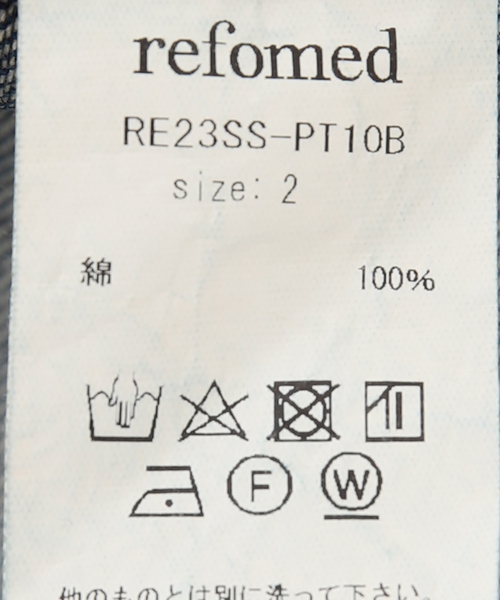 refomed
RE23SS-PT10B
size: 2
綿 100%
F W
他のものとは別に洗って下さい。